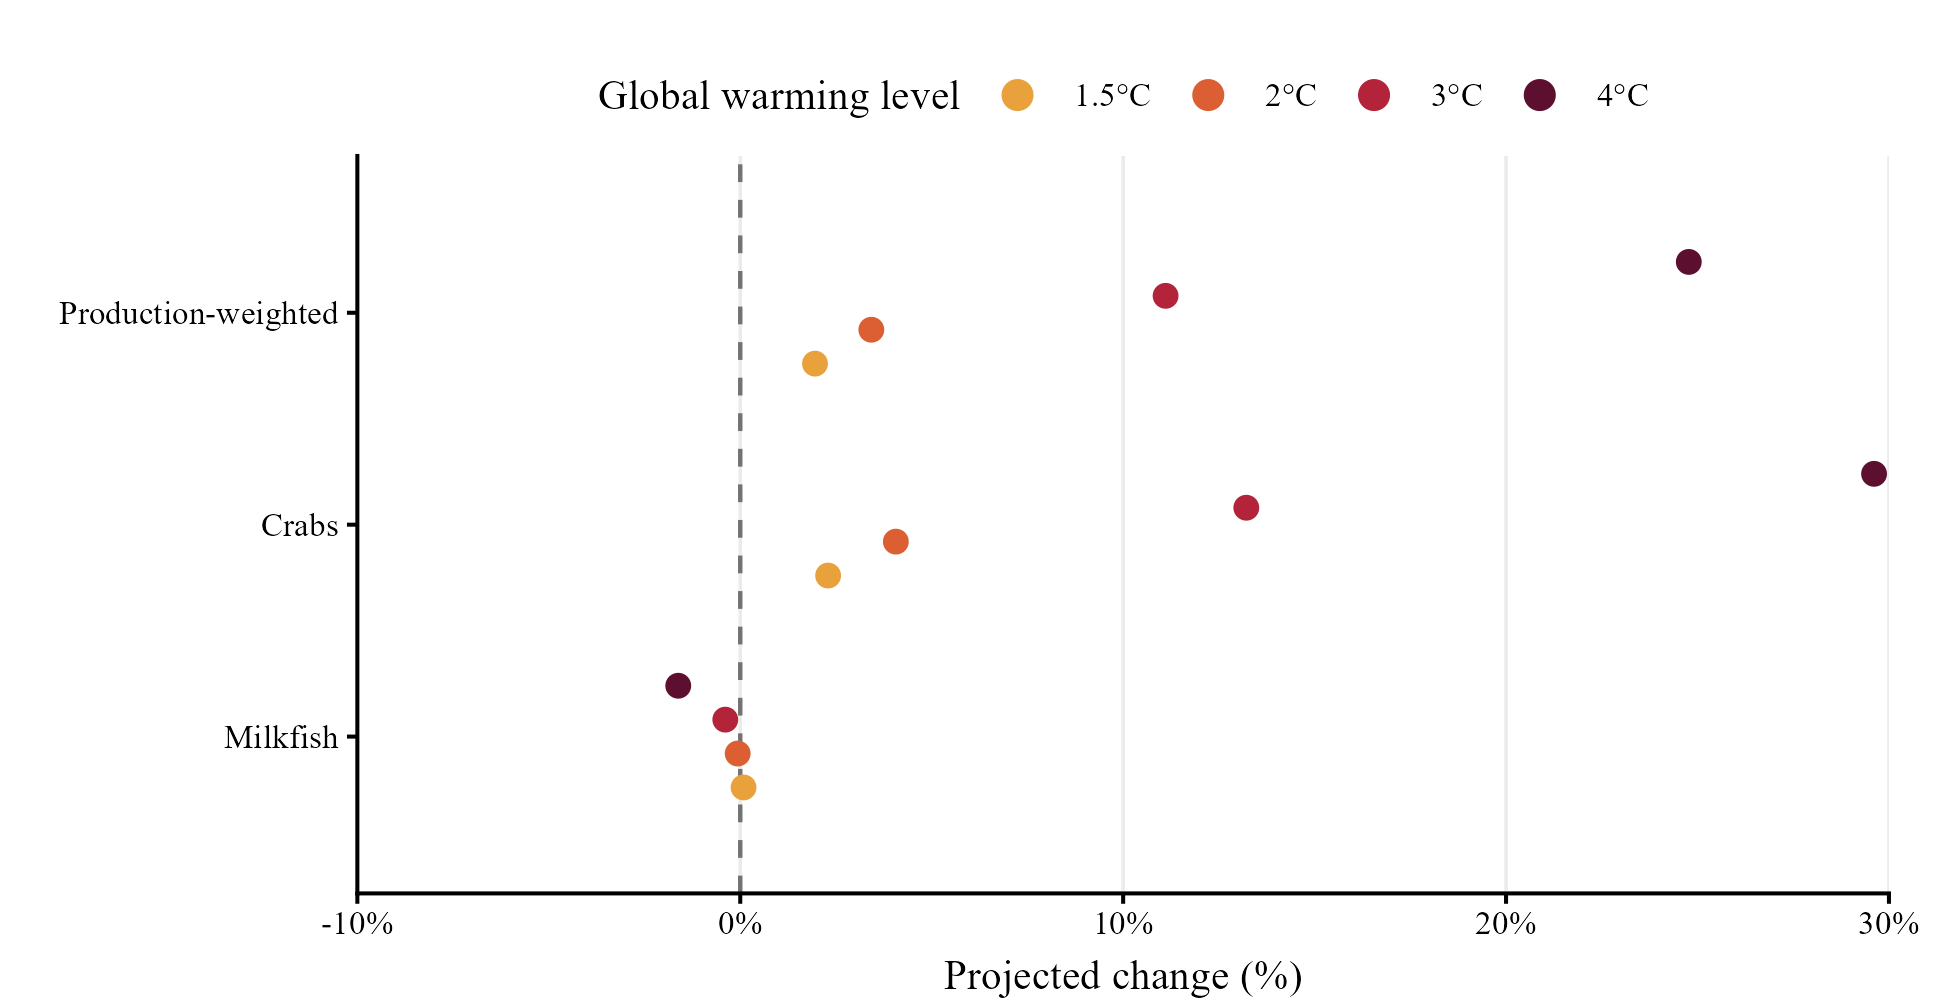 Global warming level 1.5°C 2°C 3°C 4°C
Production-weighted
Crabs
Milkfish
-10% 0% 10% 20% 30%
Projected change (%)